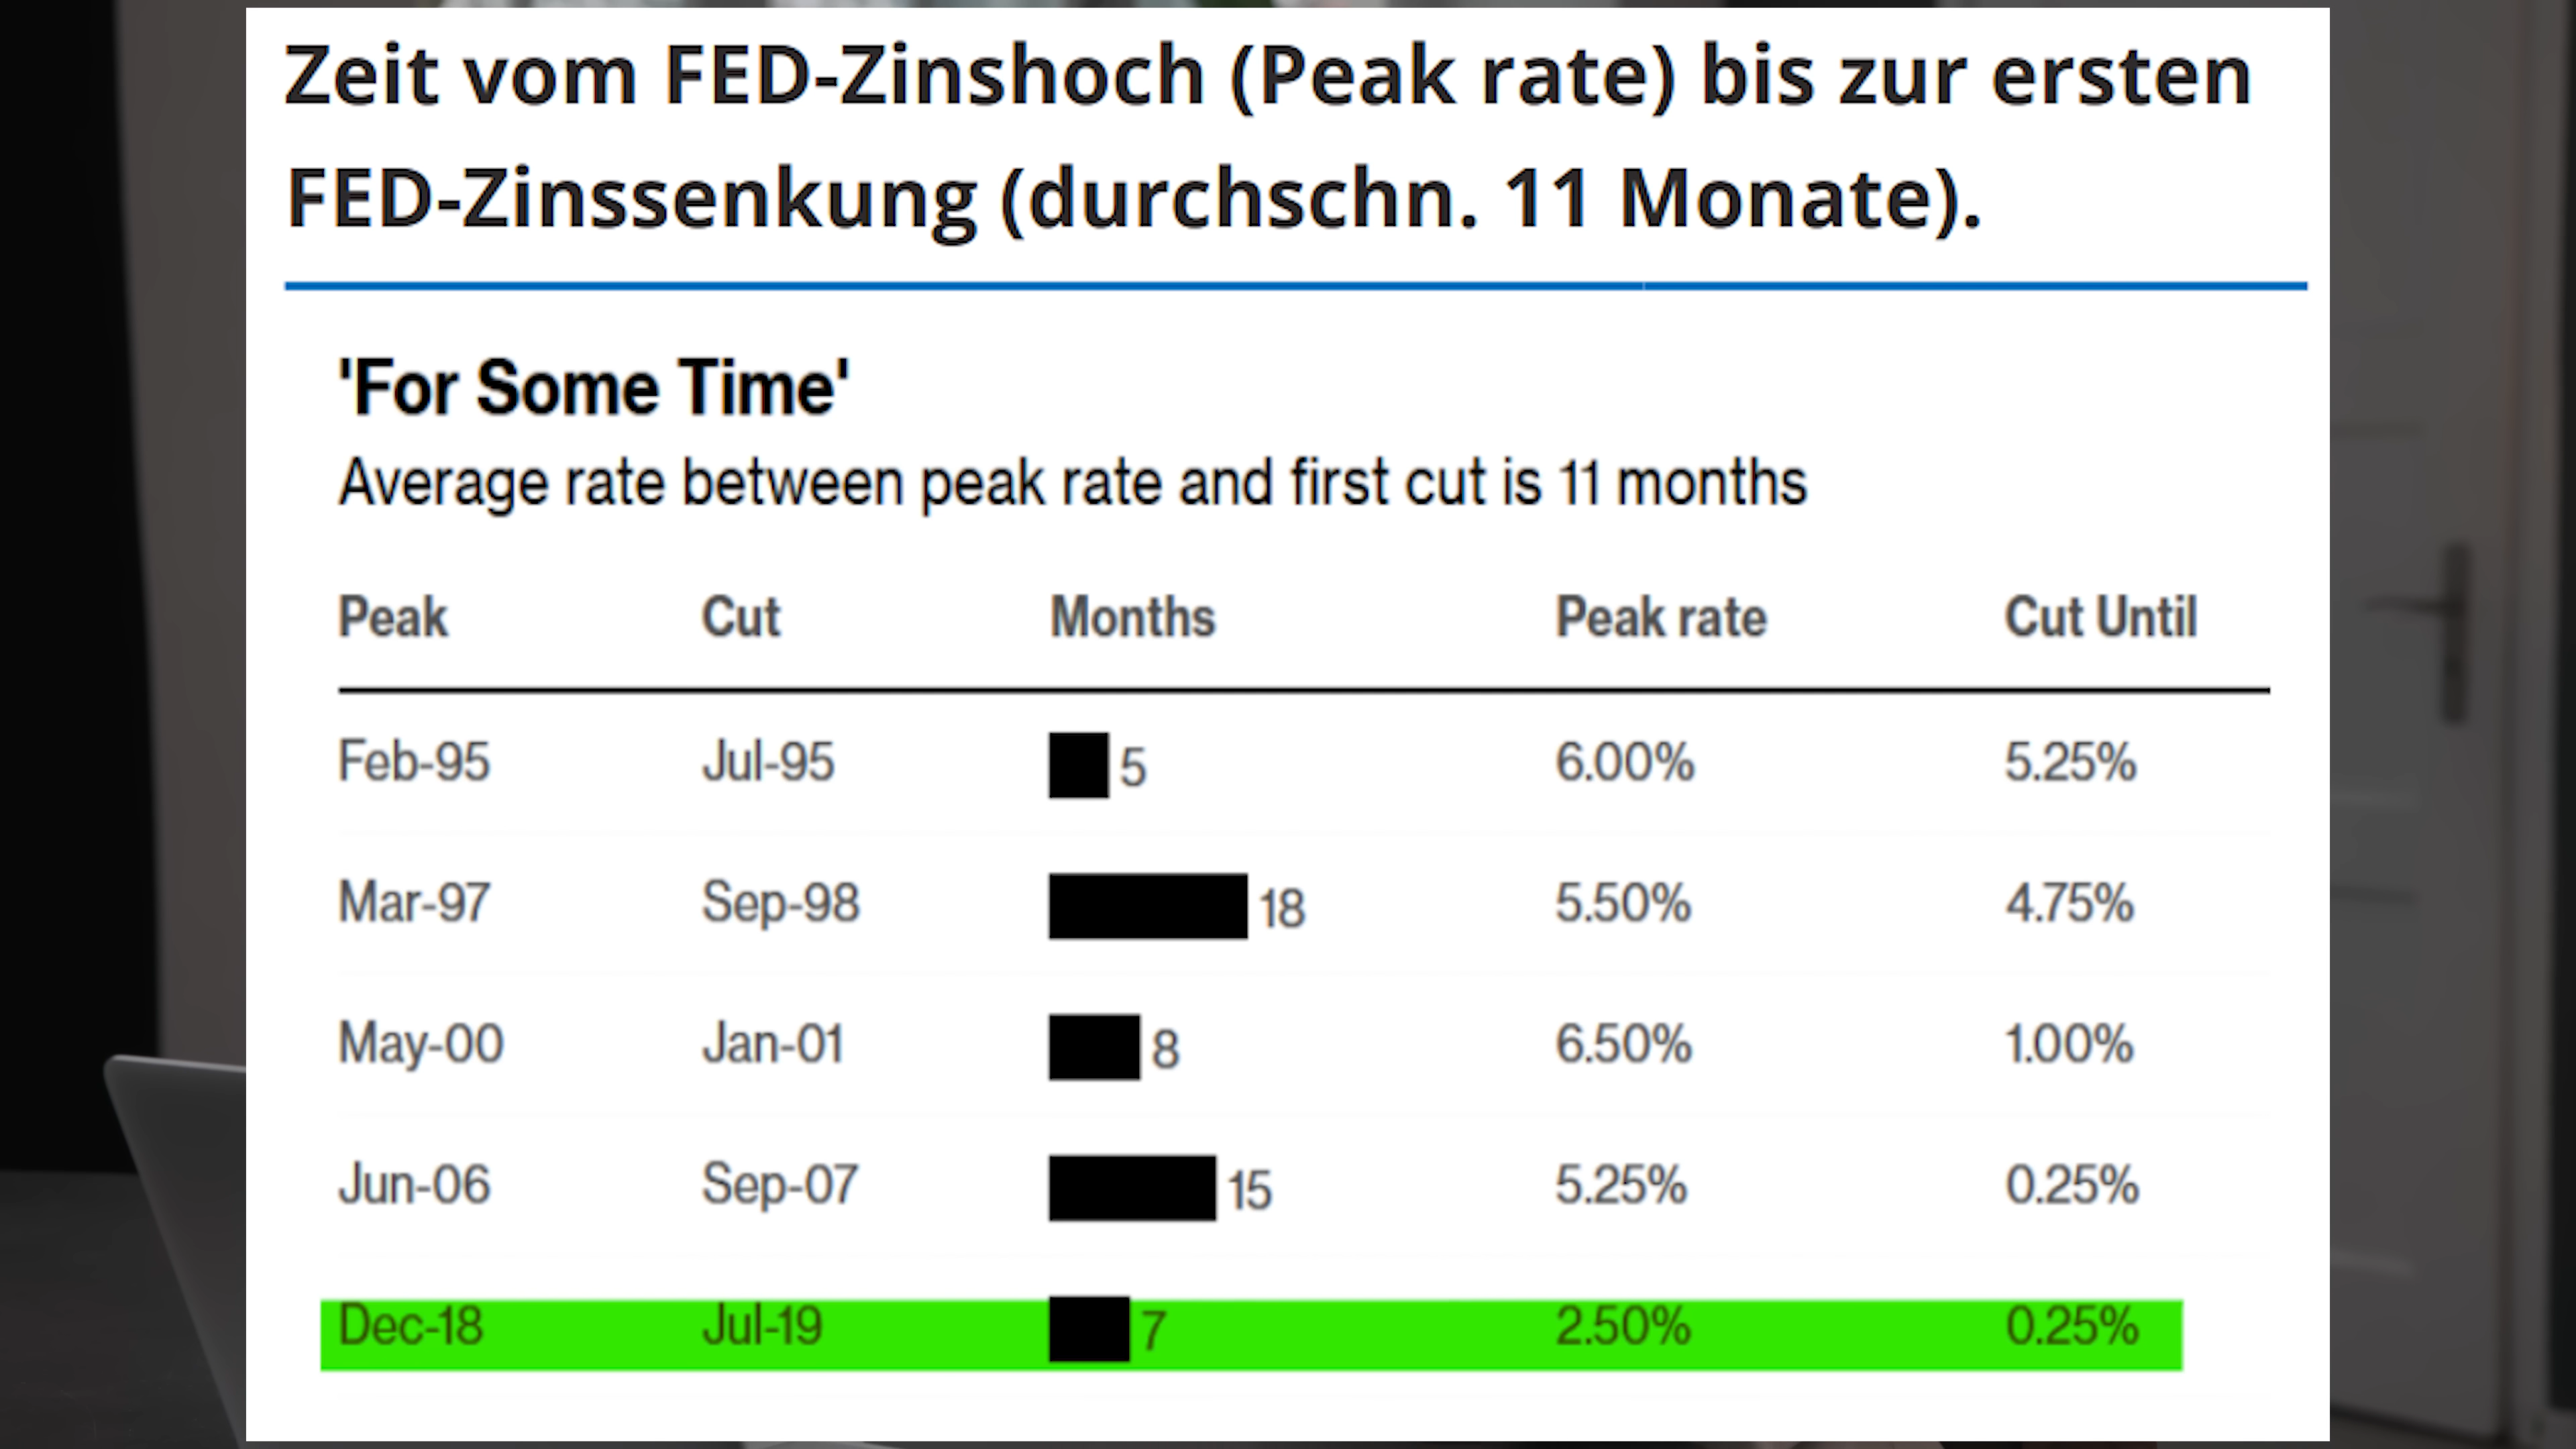 Zeit vom FED-Zinshoch (Peak rate) bis zur ersten
FED-Zinssenkung (durchschn. 11 Monate).
'For Some Time'
Average rate between peak rate and first cut is 11 months
Peak Cut Months Peak rate Cut Until
Feb-95 Jul-95 5 6.00% 5.25%
Mar-97 Sep-98 18 5.50% 4.75%
May-00 Jan-01 8 6.50% 1.00%
Jun-06 Sep-07 15 5.25% 0.25%
Dec-18 Jul-19 7 2.50% 0.25%